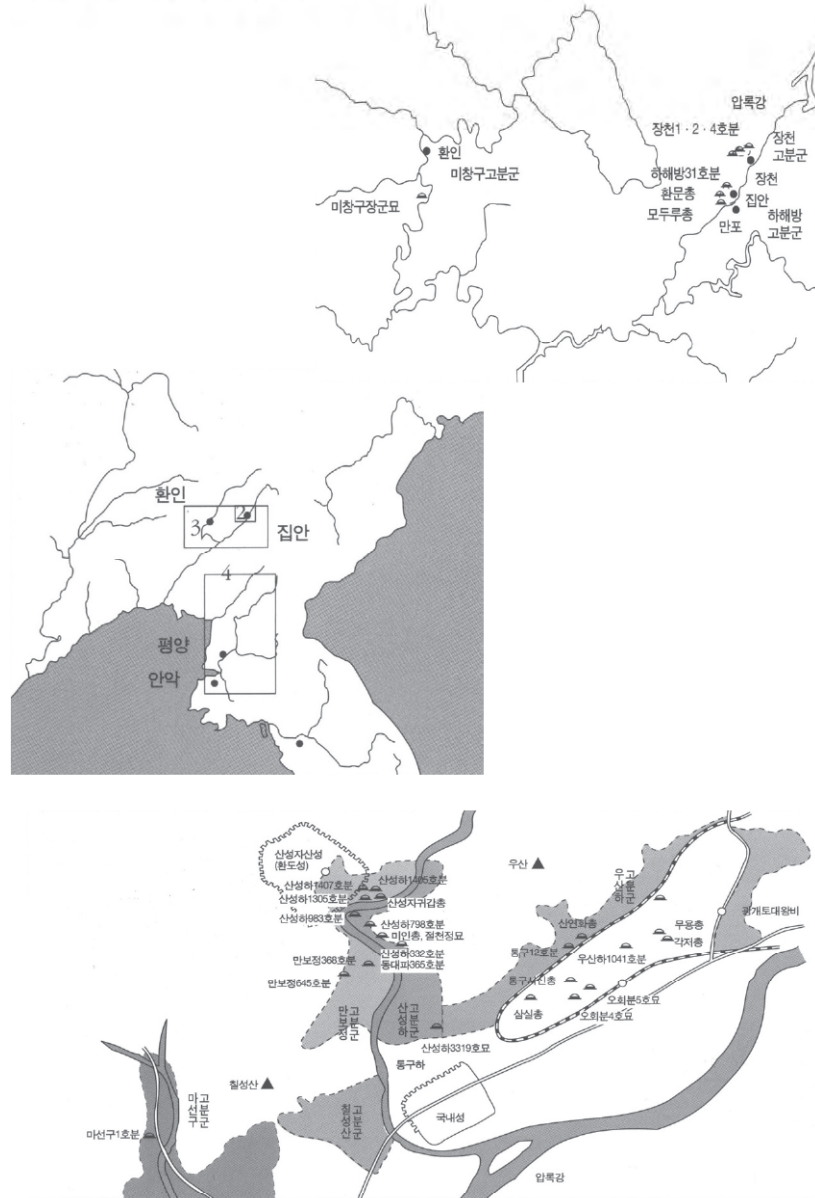 압록강
장천1·2·4호분
장천
고분군
환인
미창구고분군
하해방31호분
장천
환문총
집안
미창구장군묘
모두루총
만포
하해방
고분군
환인
2
3
집안
4
평양
안악
산성자산성
(환도성)
우산
우산하
고분군
산성하1407호분
산성하1405호분
산성하1305호분
산성자귀갑총
산성하983호분
산성하798호분
미인총, 절천정묘
만보정368호분
산성하332호분
동대파365호분
만보정645호분
산연화총
무용총
광개토대왕비
각저총
통구12호분
우산하1041호분
통구사신총
오회분5호묘
삼실총
오회분4호묘
만보정
고분군
산성하
고분군
산성하3319호묘
통구하
칠성산
마선구
고분군
칠성산
고분군
국내성
마선구1호분
압록강